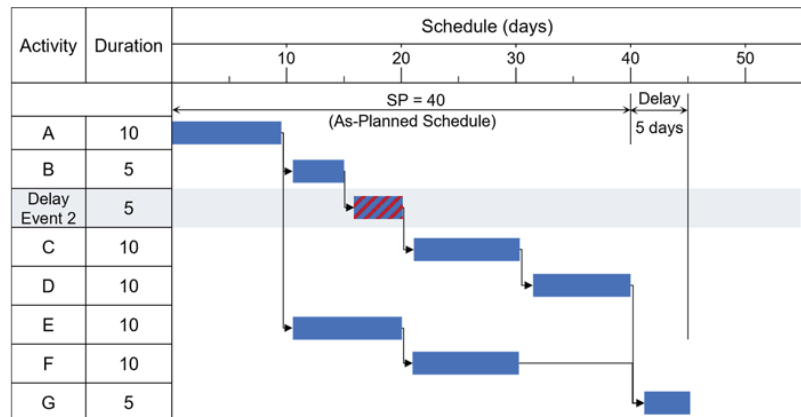 Schedule (days)
Activity Duration
10 20 30 40 50
SP = 40 Delay
(As-Planned Schedule) 5 days
A 10
B 5
Delay
Event 2 5
C 10
D 10
E 10
F 10
G 5